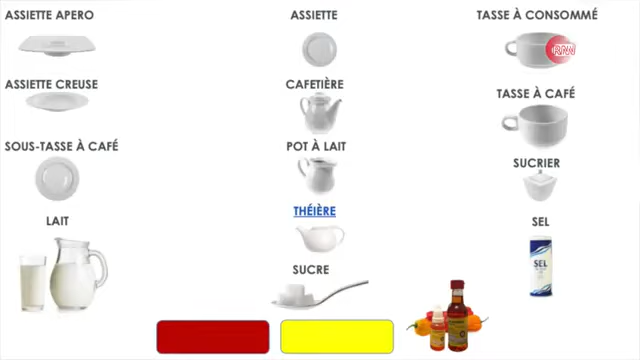 ASSIETTE APERO
ASSIETTE
TASSE À CONSOMMÉ
ASSIETTE CREUSE
CAFETIÈRE
TASSE À CAFÉ
SOUS-TASSE À CAFÉ
POT À LAIT
SUCRIER
LAIT
THÉIÈRE
SEL
SEL
SUCRE